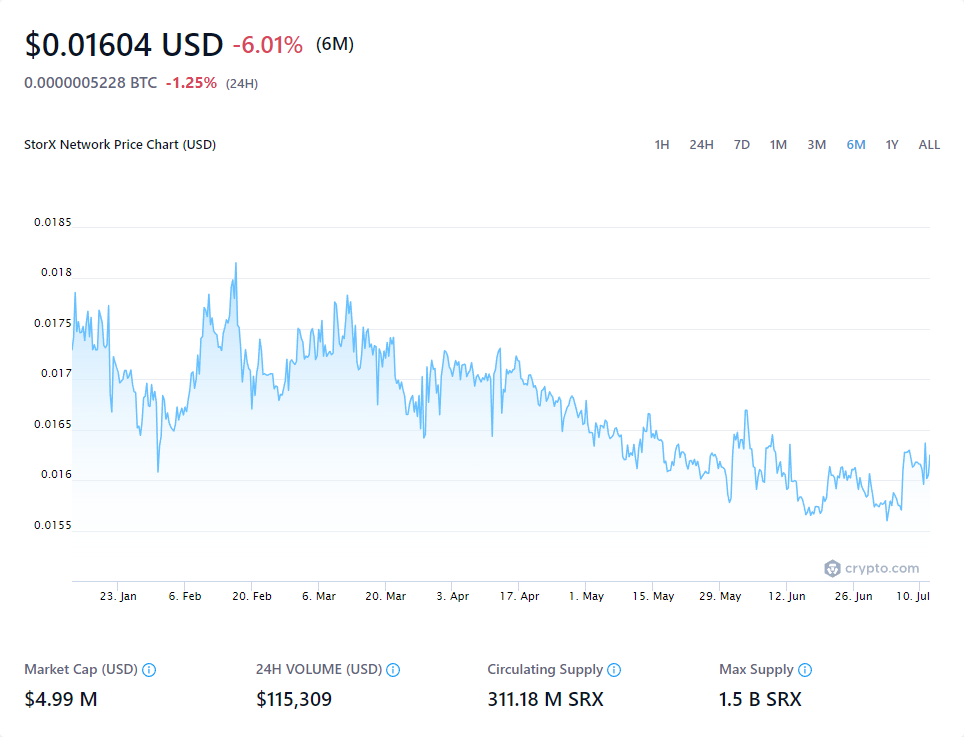 $0.01604 USD -6.01% (6M)
0.0000005228 BTC -1.25% (24H)
StorX Network Price Chart (USD)
1H 24H 7D 1M 3M 6M 1Y ALL
0.0185
0.018
0.0175
0.017
0.0165
0.016
0.0155
crypto.com
23. Jan 6. Feb 20. Feb 6. Mar 20. Mar 3. Apr 17. Apr 1. May 15. May 29. May 12. Jun 26. Jun 10. Jul
Market Cap (USD) 24H VOLUME (USD) Circulating Supply Max Supply
$4.99 M $115,309 311.18 M SRX 1.5 B SRX